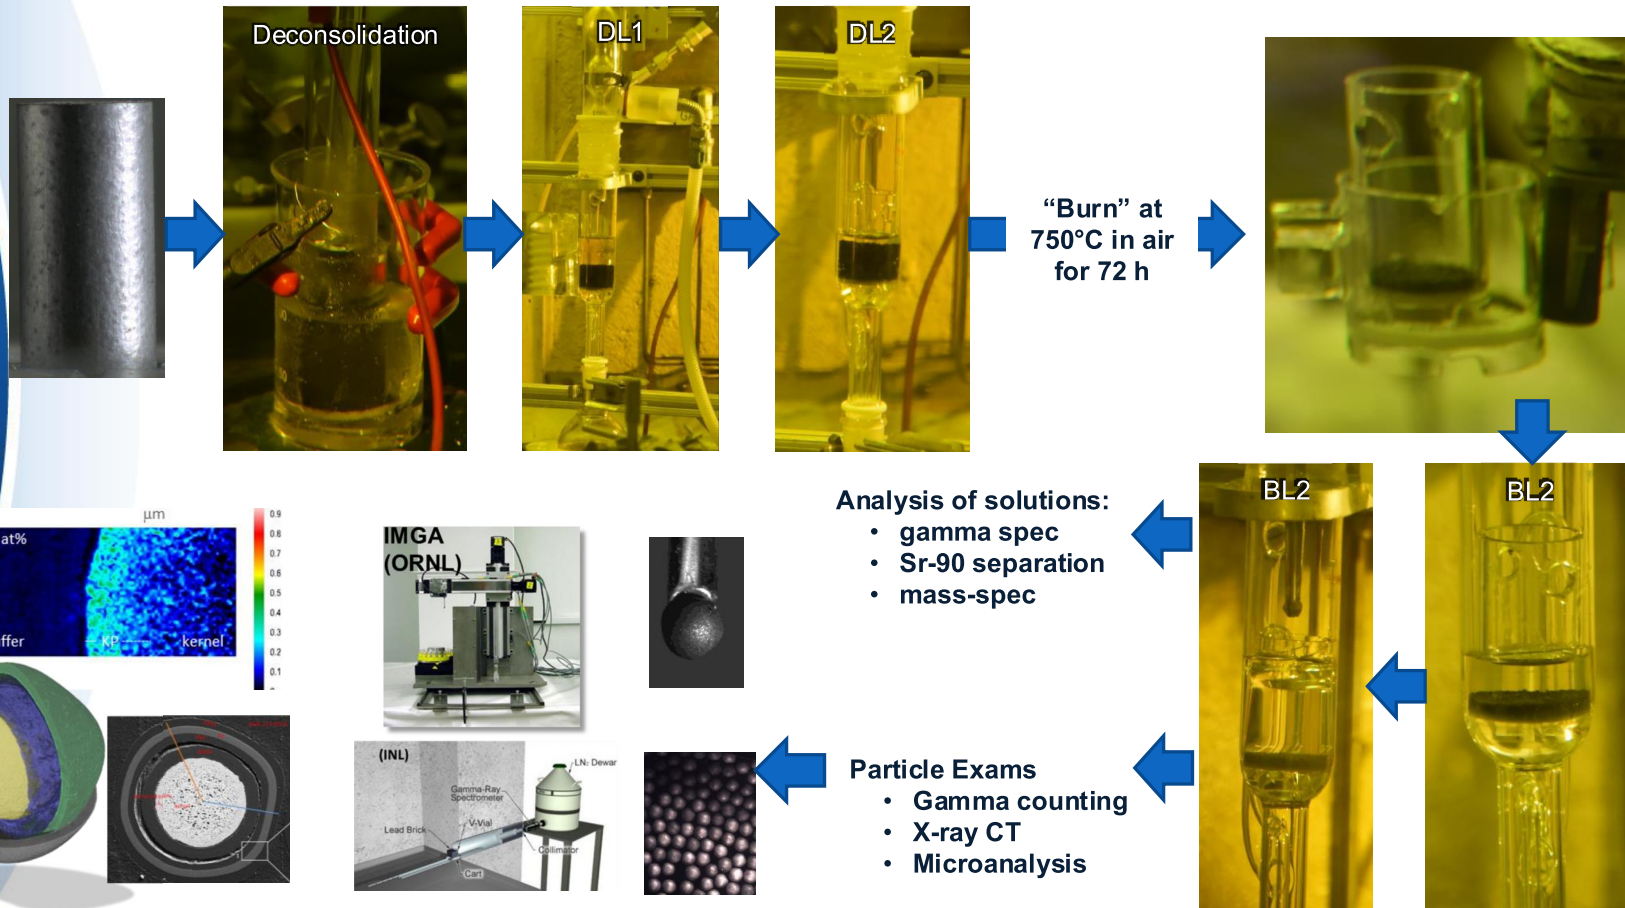 Deconsolidation
DL1
DL2
“Burn” at
750°C in air
for 72 h
BL2
BL2
Analysis of solutions:
• gamma spec
• Sr-90 separation
• mass-spec
Particle Exams
• Gamma counting
• X-ray CT
• Microanalysis
IMGA
(ORNL)
(INL)
LN₂ Dewar
Gamma-Ray
Spectrometer
V-Vial
Lead Brick
Collimator
Cart
µm
at%
ffer
KP
kernel
0.9
0.8
0.7
0.6
0.5
0.4
0.3
0.2
0.1